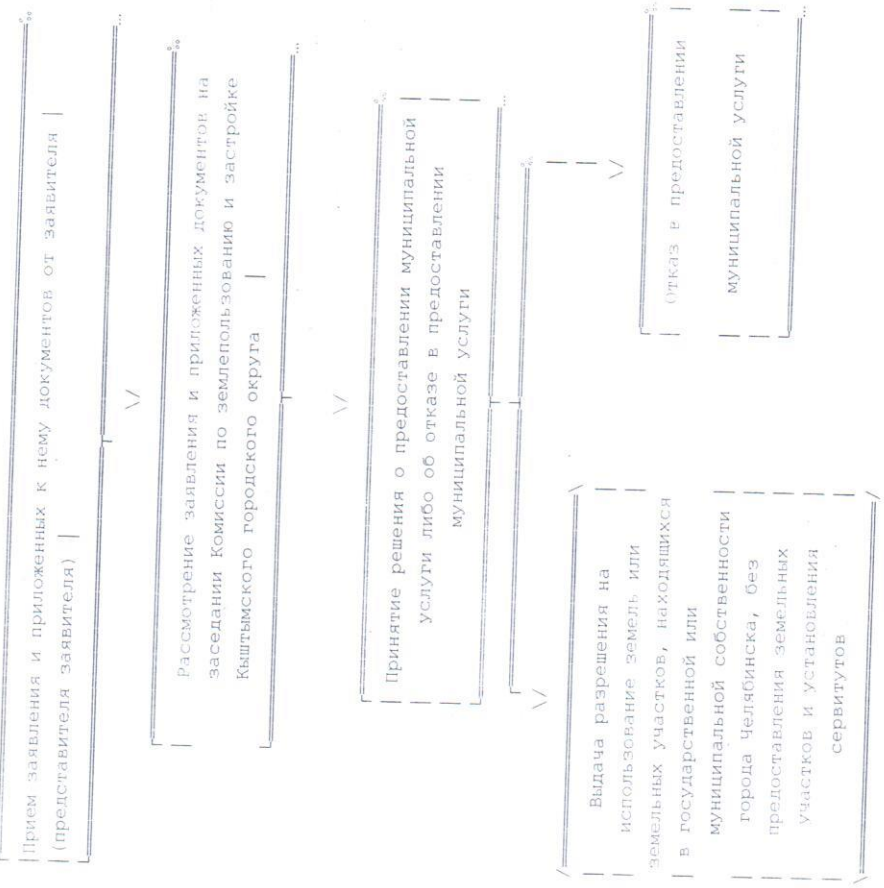 Прием заявления и приложенных к нему документов от заявителя
(представителя заявителя)
Рассмотрение заявления и приложенных документов на
заседании Комиссии по землепользованию и застройке
Кыштымского городского округа
Принятие решения о предоставлении муниципальной
услуги либо об отказе в предоставлении
муниципальной услуги
Выдача разрешения на
использование земель или
земельных участков, находящихся
в государственной или
муниципальной собственности
города Челябинска, без
предоставления земельных
участков и установления
сервитутов
Отказ в предоставлении
муниципальной услуги